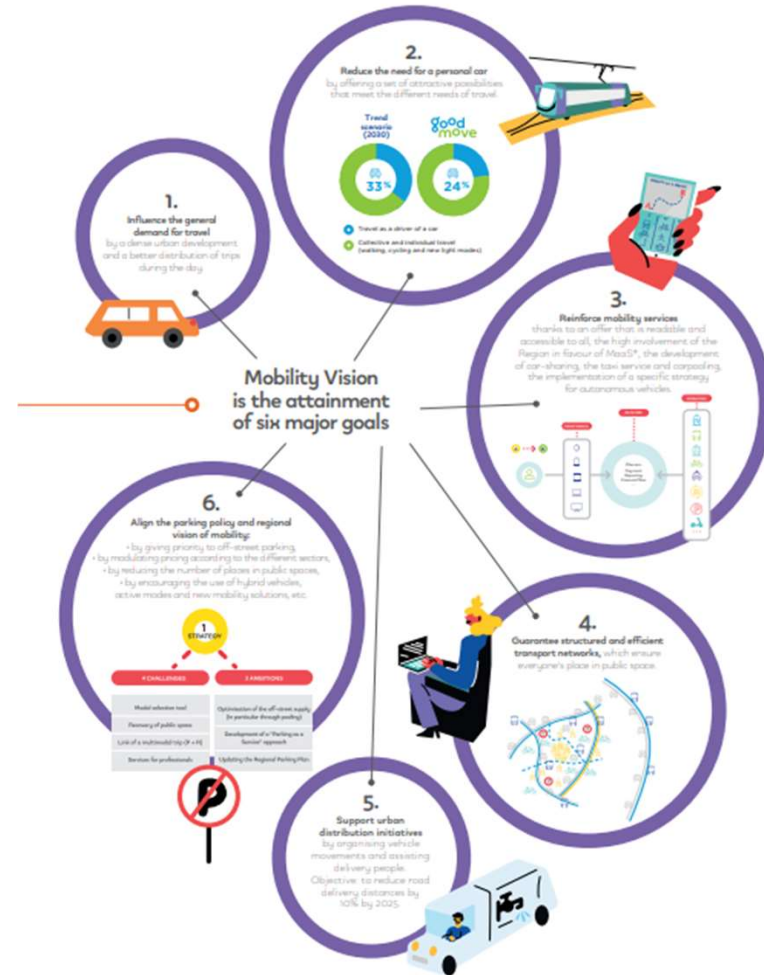 Mobility Vision
is the attainment
of six major goals
1.
Influence the general
demand for travel
by a dense urban development
and a better distribution of trips
during the day.
2.
Reduce the need for a personal car
by offering a set of attractive possibilities
that meet the different needs of travel.
Trend
scenario
(2030)
good
move
33%
24%
Travel as a driver of a car
Collective and individual travel
(walking, cycling and new light modes)
3.
Reinforce mobility services
thanks to an offer that is readable and
accessible to all, the high involvement of the
Region in favour of MaaS*, the development
of car-sharing, the taxi service and carpooling,
the implementation of a specific strategy
for autonomous vehicles.
4.
Guarantee structured and efficient
transport networks, which ensure
everyone's place in public space.
5.
Support urban
distribution initiatives
by organising vehicle
movements and assisting
delivery people.
Objective: to reduce road
delivery distances by
10% by 2025.
6.
Align the parking policy and regional
vision of mobility:
• by giving priority to off-street parking,
• by modulating pricing according to the different sectors,
• by reducing the number of places in public spaces,
• by encouraging the use of hybrid vehicles,
active modes and new mobility solutions, etc.
1
STRATEGY
4 CHALLENGES
3 AMBITIONS
Modal selection tool
Recovery of public space
Link of a multimodal trip (P + R)
Services for professionals
Optimisation of the off-street supply
(in particular through pooling)
Development of a "Parking as a
Service" approach
Updating the Regional Parking Plan
P